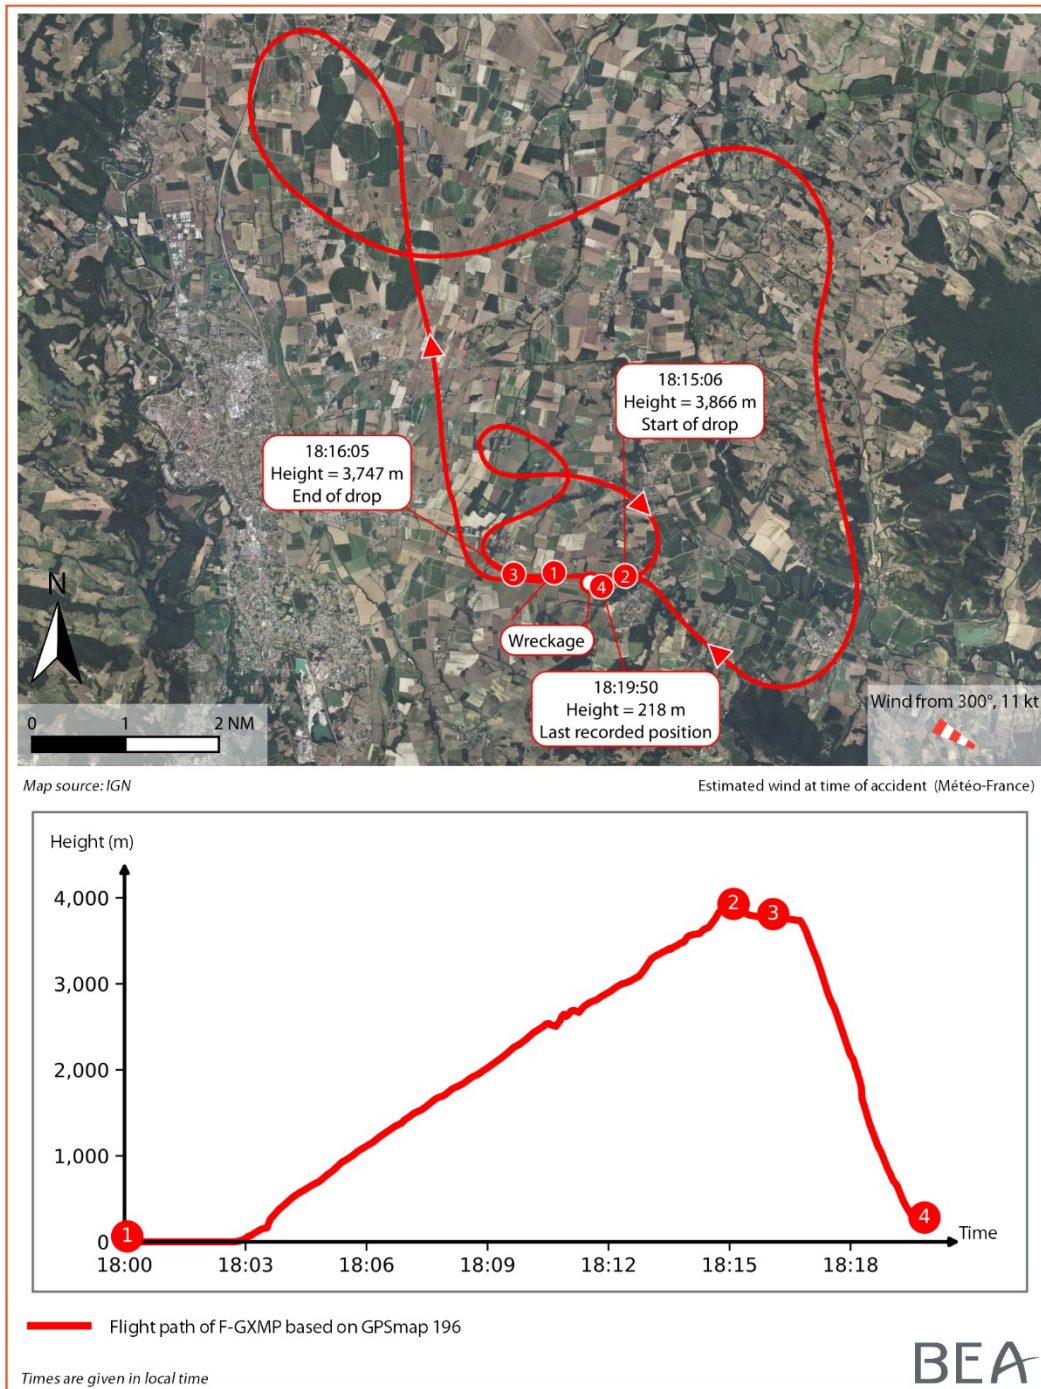 18:15:06
Height = 3,866 m
Start of drop
18:16:05
Height = 3,747 m
End of drop
3
1
4
2
N
Wreckage
18:19:50
Height = 218 m
Last recorded position
0 1 2 NM
Wind from 300°, 11 kt
Map source: IGN
Estimated wind at time of accident (Météo-France)
Height (m)
4,000
3,000
2,000
1,000
0
2
3
1
4
Time
18:00 18:03 18:06 18:09 18:12 18:15 18:18
Flight path of F-GXMP based on GPSmap 196
Times are given in local time
BEA